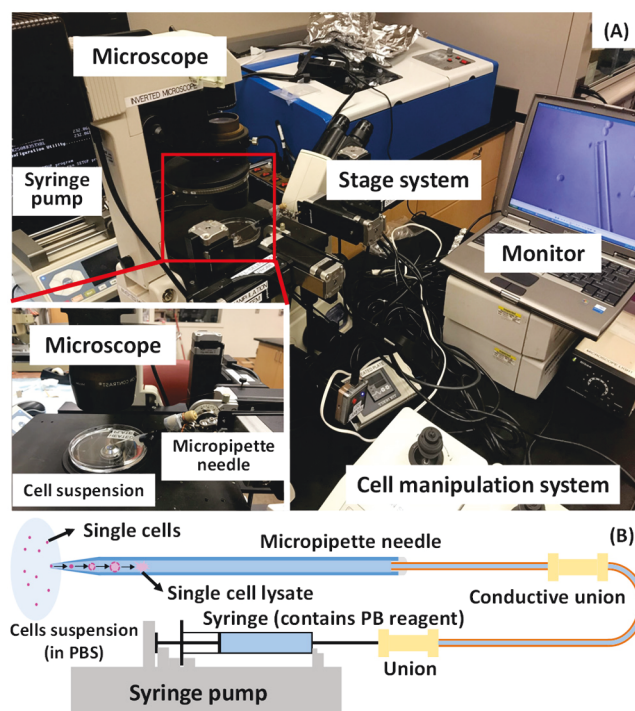 (A)
Microscope
INVERTED MICROSCOPE
Syringe
pump
Stage system
Monitor
Microscope
Micropipette
needle
Cell suspension
Cell manipulation system
(B)
Single cells
Micropipette needle
Single cell lysate
Conductive union
Cells suspension
(in PBS)
Syringe (contains PB reagent)
Union
Syringe pump